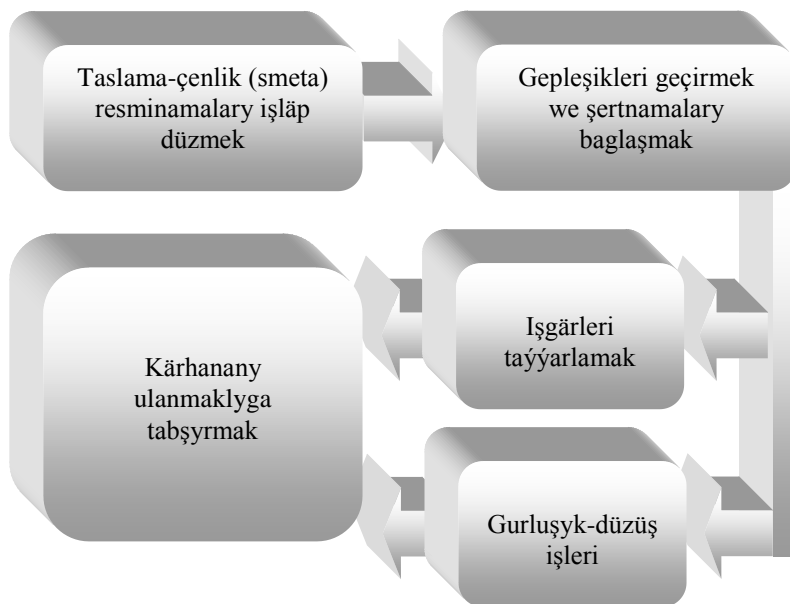 Taslama-çenlik (smeta)
resminamalary işläp
düzmek
Gepleşikleri geçirmek
we şertnamalary
baglaşmak
Işgärleri
taýýarlamak
Kärhanany
ulanmaklyga
tabşyrmak
Gurluşyk-düzüş
işleri